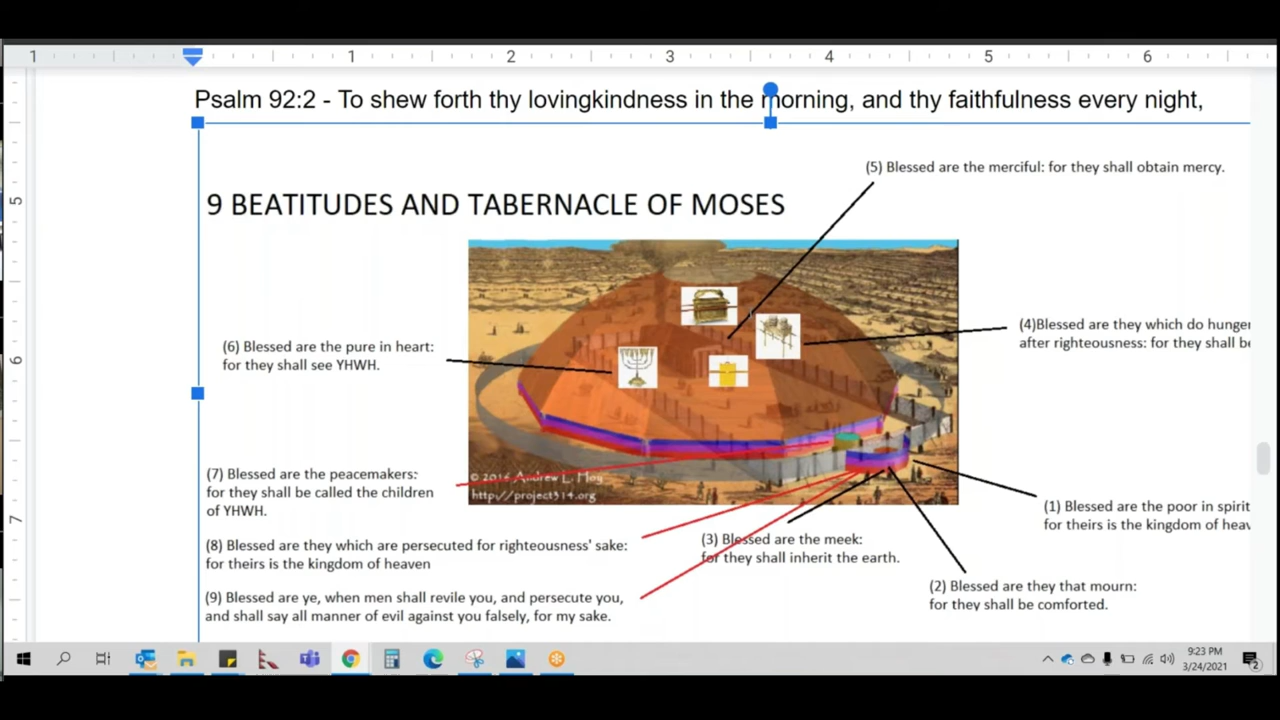 1 1 2 3 4 5 6
Psalm 92:2 - To shew forth thy lovingkindness in the morning, and thy faithfulness every night,
5
(5) Blessed are the merciful: for they shall obtain mercy.
9 BEATITUDES AND TABERNACLE OF MOSES
(4)Blessed are they which do hunger
after righteousness: for they shall be
6
(6) Blessed are the pure in heart:
for they shall see YHWH.
(7) Blessed are the peacemakers:
for they shall be called the children
of YHWH.
7
© 2016 Andrew L. Hoy
http://project314.org
(1) Blessed are the poor in spirit
for theirs is the kingdom of heav
(8) Blessed are they which are persecuted for righteousness' sake:
for theirs is the kingdom of heaven
(3) Blessed are the meek:
for they shall inherit the earth.
(2) Blessed are they that mourn:
for they shall be comforted.
(9) Blessed are ye, when men shall revile you, and persecute you,
and shall say all manner of evil against you falsely, for my sake.
9:23 PM
3/24/2021
2